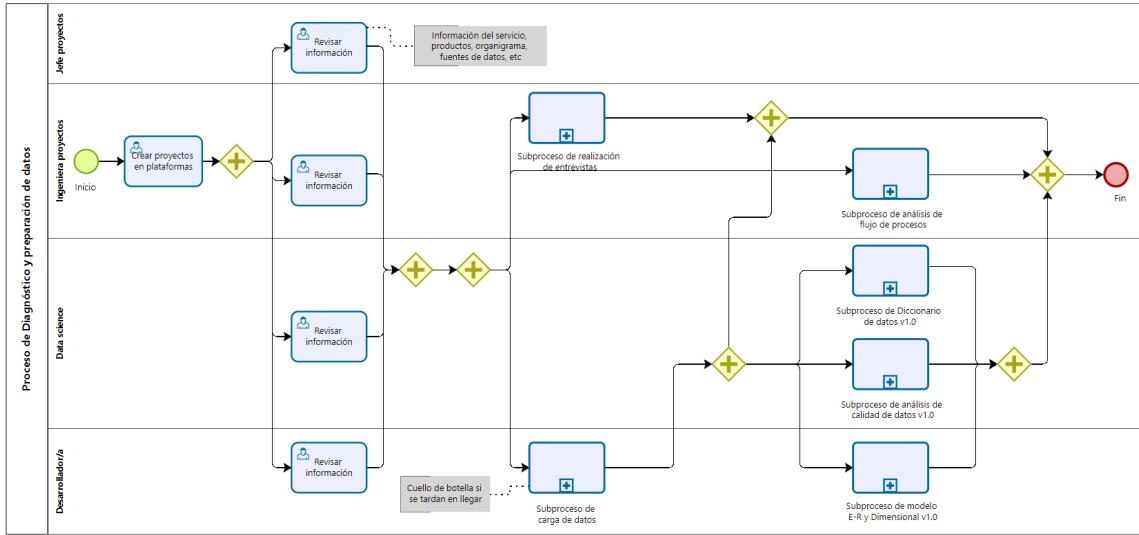 Proceso de Diagnóstico y preparación de datos
Jefe proyectos
Revisar
información
Información del servicio,
productos, organigrama,
fuentes de datos, etc
Ingeniera proyectos
Inicio
Crear proyectos
en plataformas
Revisar
información
Subproceso de realización
de entrevistas
Subproceso de análisis de
flujo de procesos
Fin
Data science
Revisar
información
Subproceso de Diccionario
de datos v1.0
Subproceso de análisis de
calidad de datos v1.0
Desarrollador/a
Revisar
información
Cuello de botella si
se tardan en llegar
Subproceso de
carga de datos
Subproceso de modelo
E-R y Dimensional v1.0